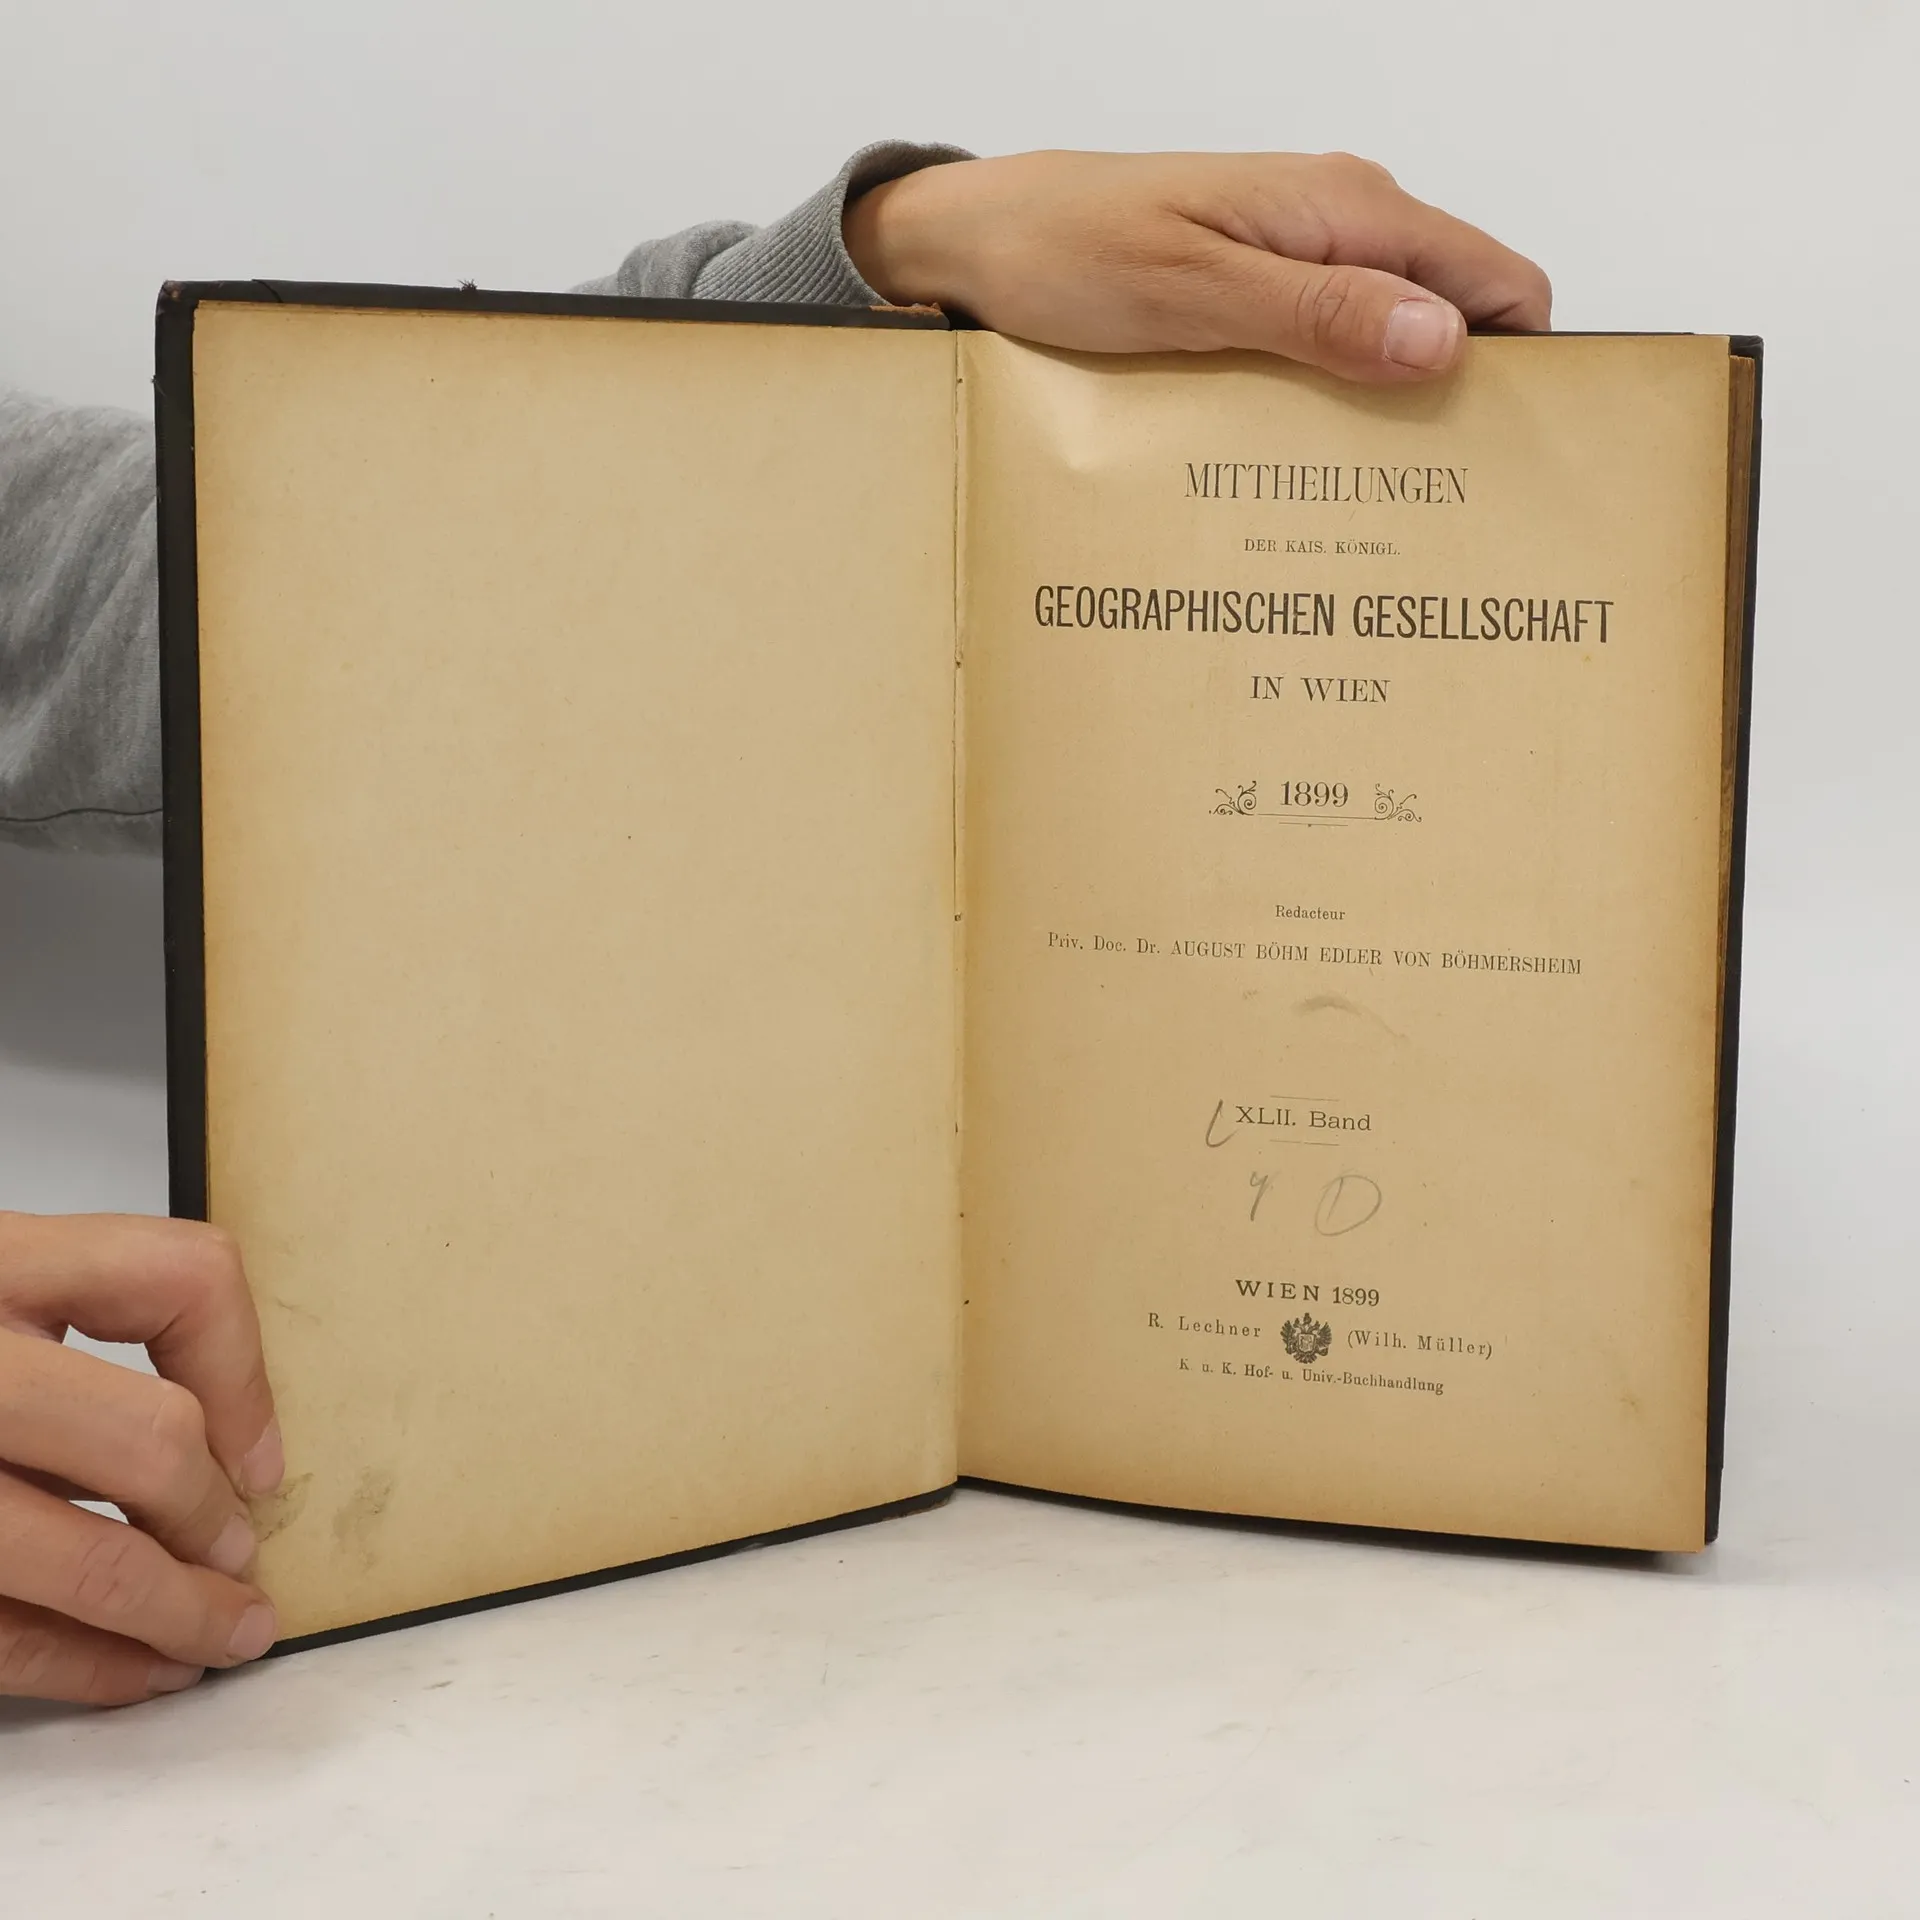 MITTHEILUNGEN
DER KAIS. KÖNIGL.
GEOGRAPHISCHEN GESELLSCHAFT
IN WIEN
1899
Redacteur
Priv. Doc. Dr. AUGUST BÖHM EDLER VON BÖHMERSHEIM
XLII. Band
WIEN 1899
R. Lechner (Wilh. Müller)
K. u. K. Hof- u. Univ.-Buchhandlung